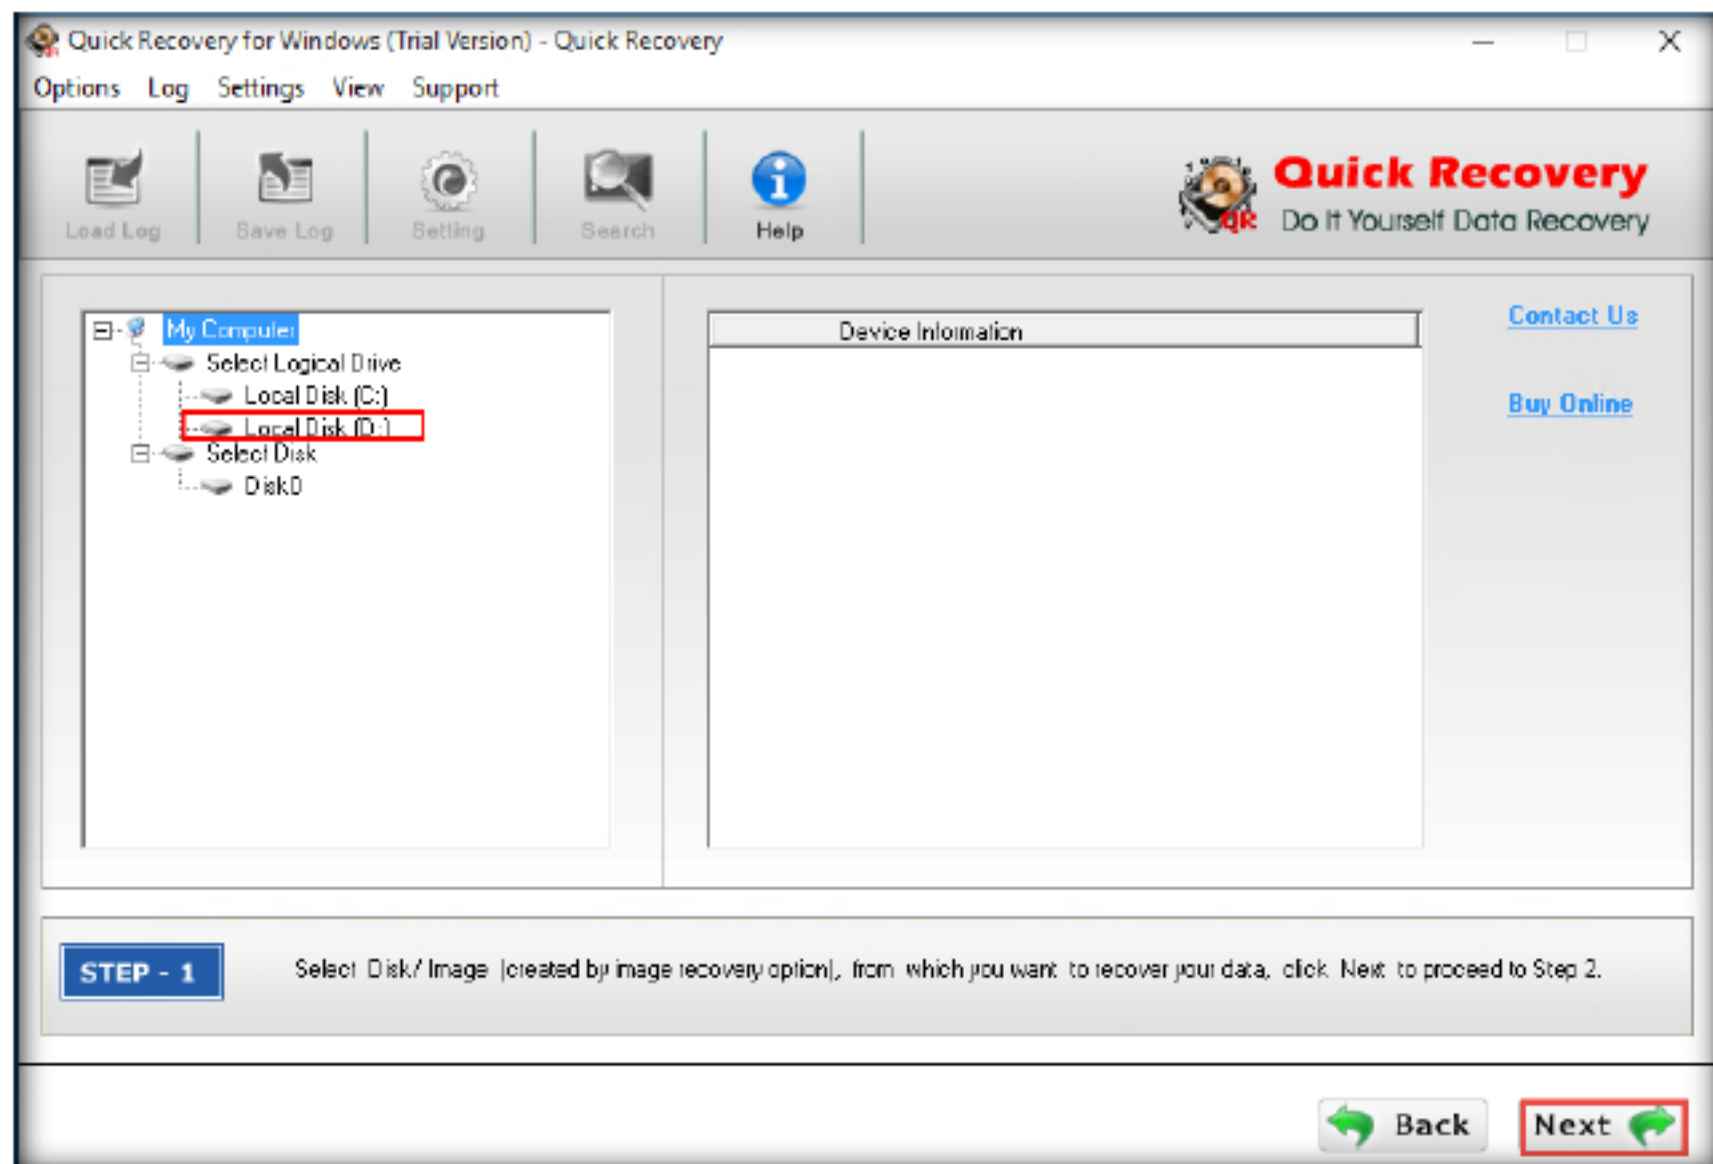 Quick Recovery for Windows (Trial Version) - Quick Recovery
Options Log Settings View Support
Load Log Save Log Setting Search Help
Quick Recovery
QR Do It Yourself Data Recovery
My Computer
Select Logical Drive
Local Disk (C:)
Local Disk (D:)
Select Disk
Disk0
Device Information
Contact Us
Buy Online
STEP - 1
Select Disk/ Image (created by image recovery option), from which you want to recover your data, click Next to proceed to Step 2.
Back Next